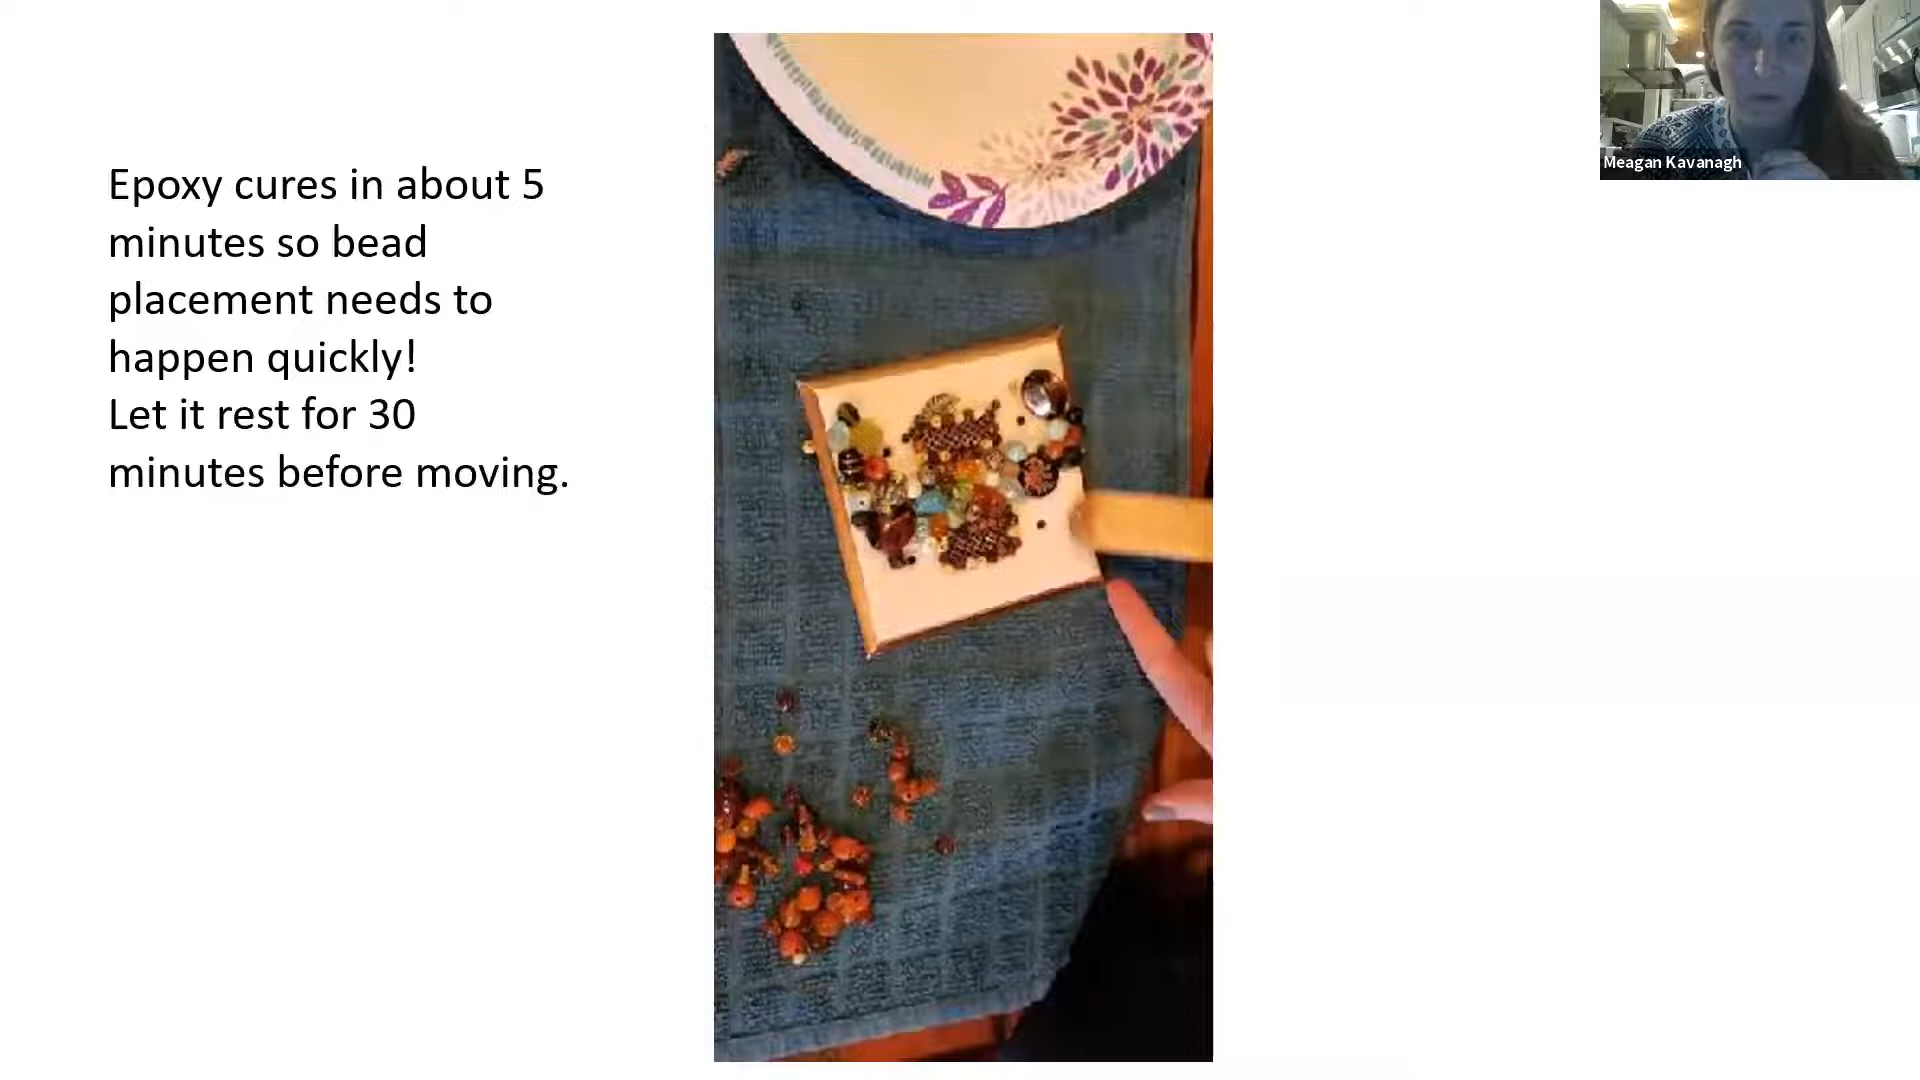 Epoxy cures in about 5
minutes so bead
placement needs to
happen quickly!
Let it rest for 30
minutes before moving.
Meagan Kavanagh